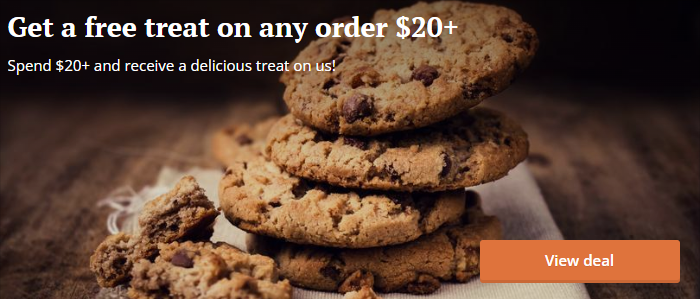 Get a free treat on any order $20+
Spend $20+ and receive a delicious treat on us!
View deal